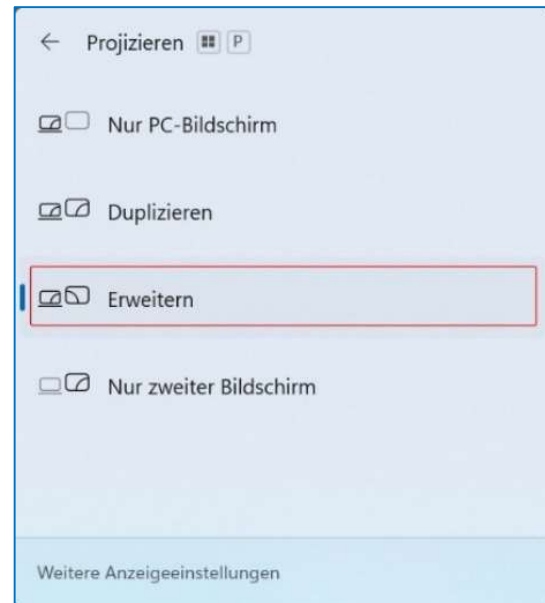 Projizieren P
Nur PC-Bildschirm
Duplizieren
Erweitern
Nur zweiter Bildschirm
Weitere Anzeigeeinstellungen